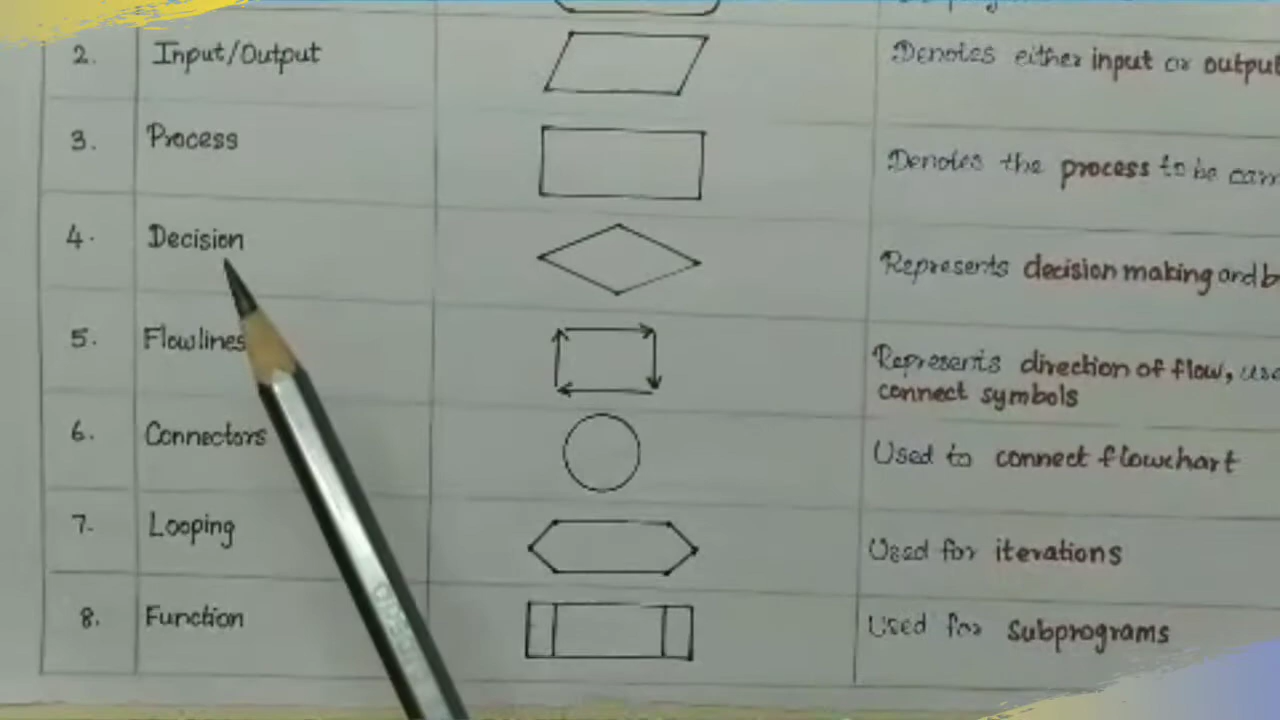 2. Input/Output Denotes either input or output
3. Process Denotes the process to be
4. Decision Represents decision making and
5. Flowlines Represents direction of flow,
connect symbols
6. Connectors Used to connect flowchart
7. Looping Used for iterations
8. Function Used for Subprograms